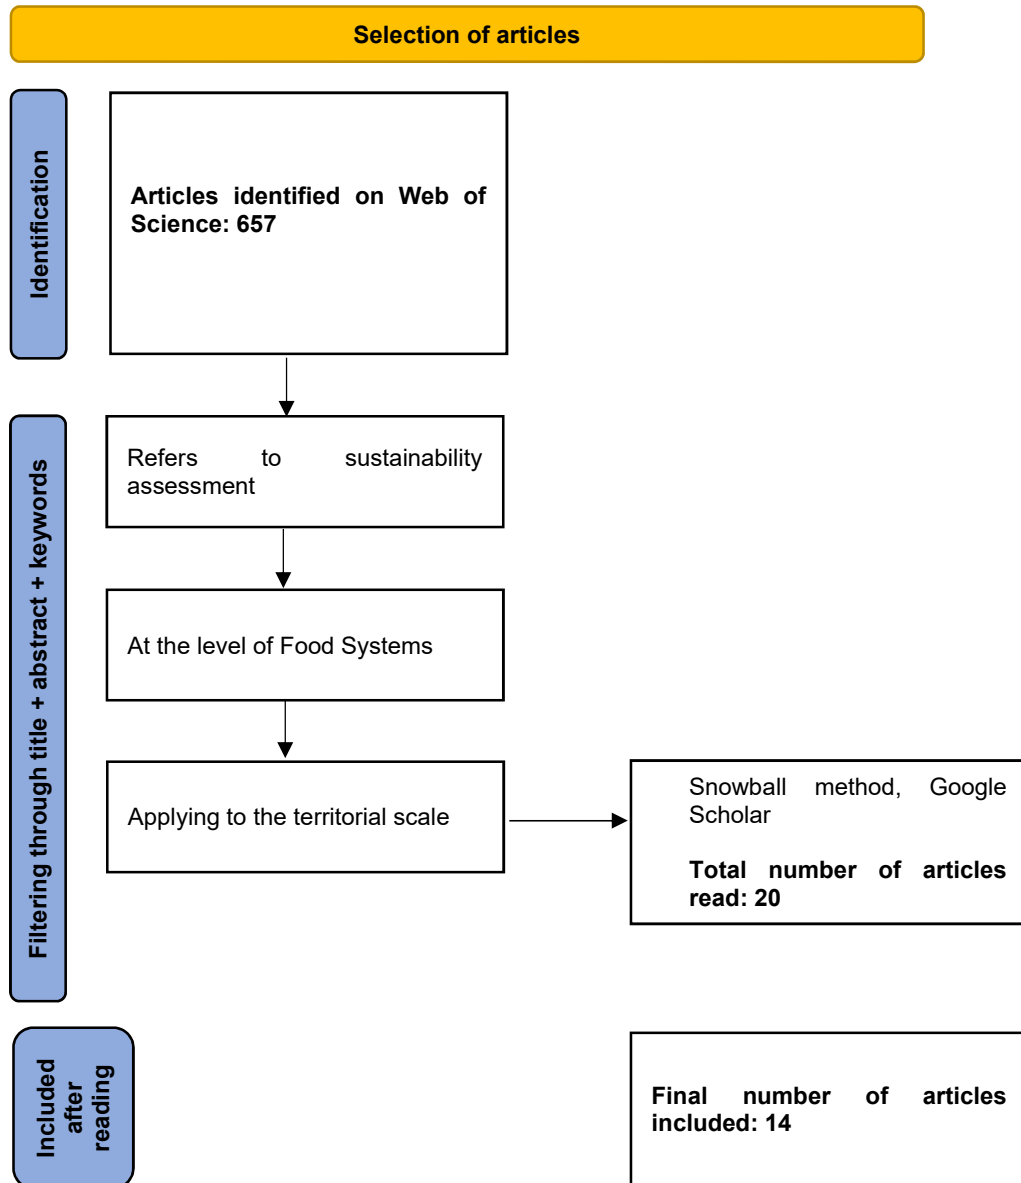 Selection of articles
Identification
Articles identified on Web of
Science: 657
Filtering through title + abstract + keywords
Refers to sustainability
assessment
At the level of Food Systems
Applying to the territorial scale
Snowball method, Google
Scholar
Total number of articles
read: 20
Included
after
reading
Final number of articles
included: 14